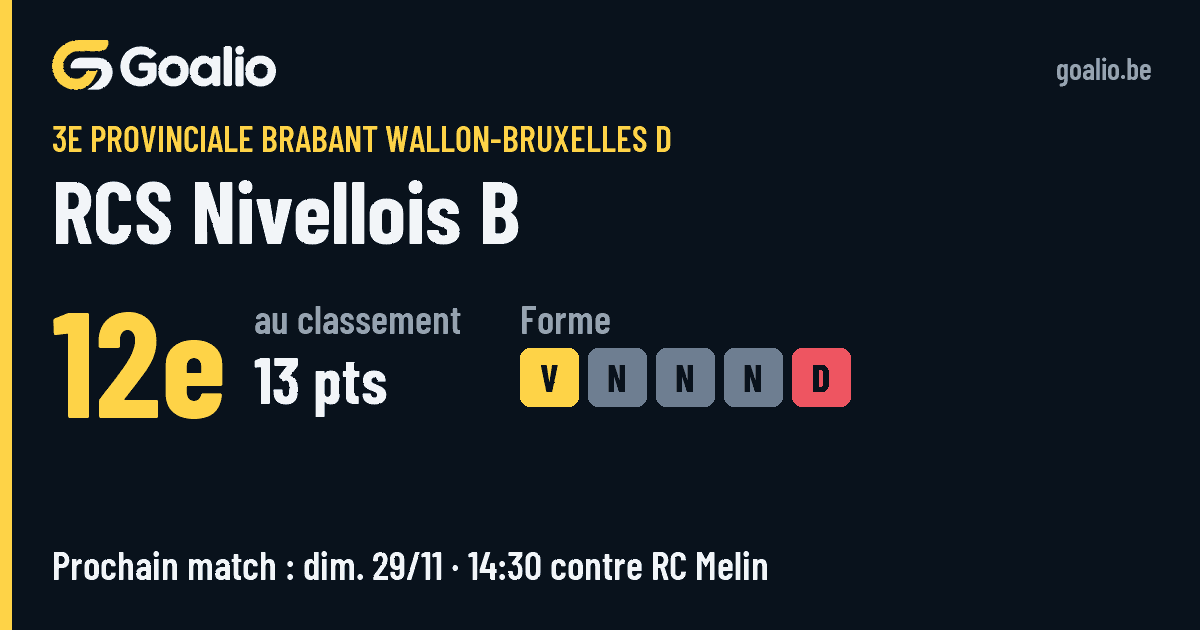 Goalio
goalio.be
3E PROVINCIALE BRABANT WALLON-BRUXELLES D
RCS Nivellois B
12e
au classement
13 pts
Forme
V N N N D
Prochain match : dim. 29/11 · 14:30 contre RC Melin